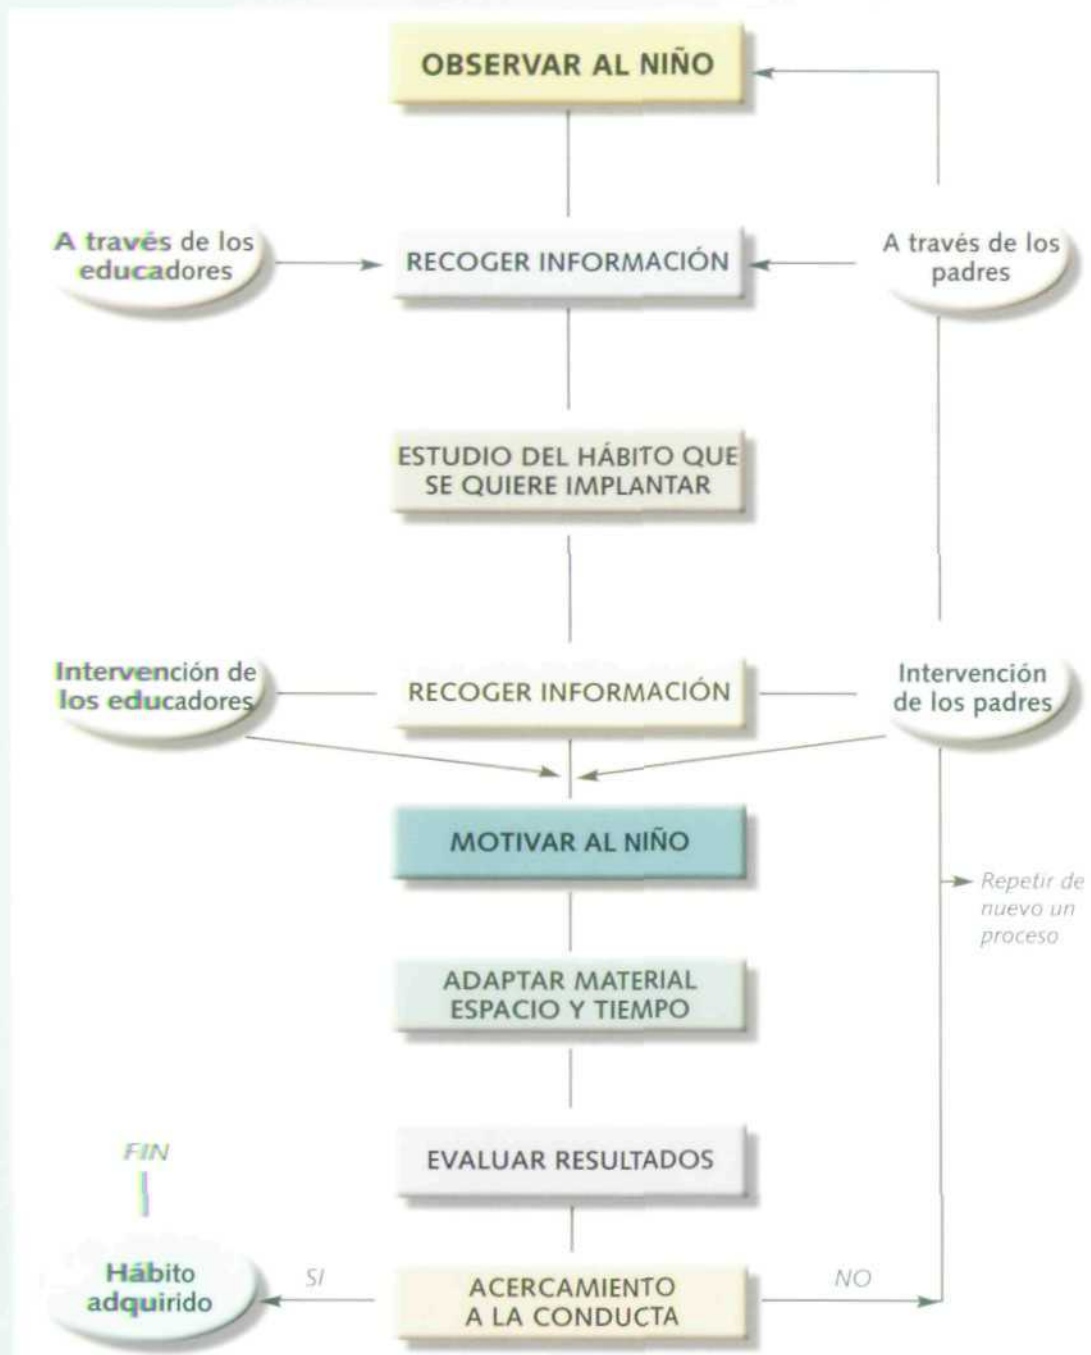 OBSERVAR AL NIÑO
A través de los
educadores
RECOGER INFORMACIÓN
A través de los
padres
ESTUDIO DEL HÁBITO QUE
SE QUIERE IMPLANTAR
Intervención de
los educadores
RECOGER INFORMACIÓN
Intervención
de los padres
MOTIVAR AL NIÑO
Repetir de
nuevo un
proceso
ADAPTAR MATERIAL
ESPACIO Y TIEMPO
EVALUAR RESULTADOS
FIN
Hábito
adquirido
SI
ACERCAMIENTO
A LA CONDUCTA
NO